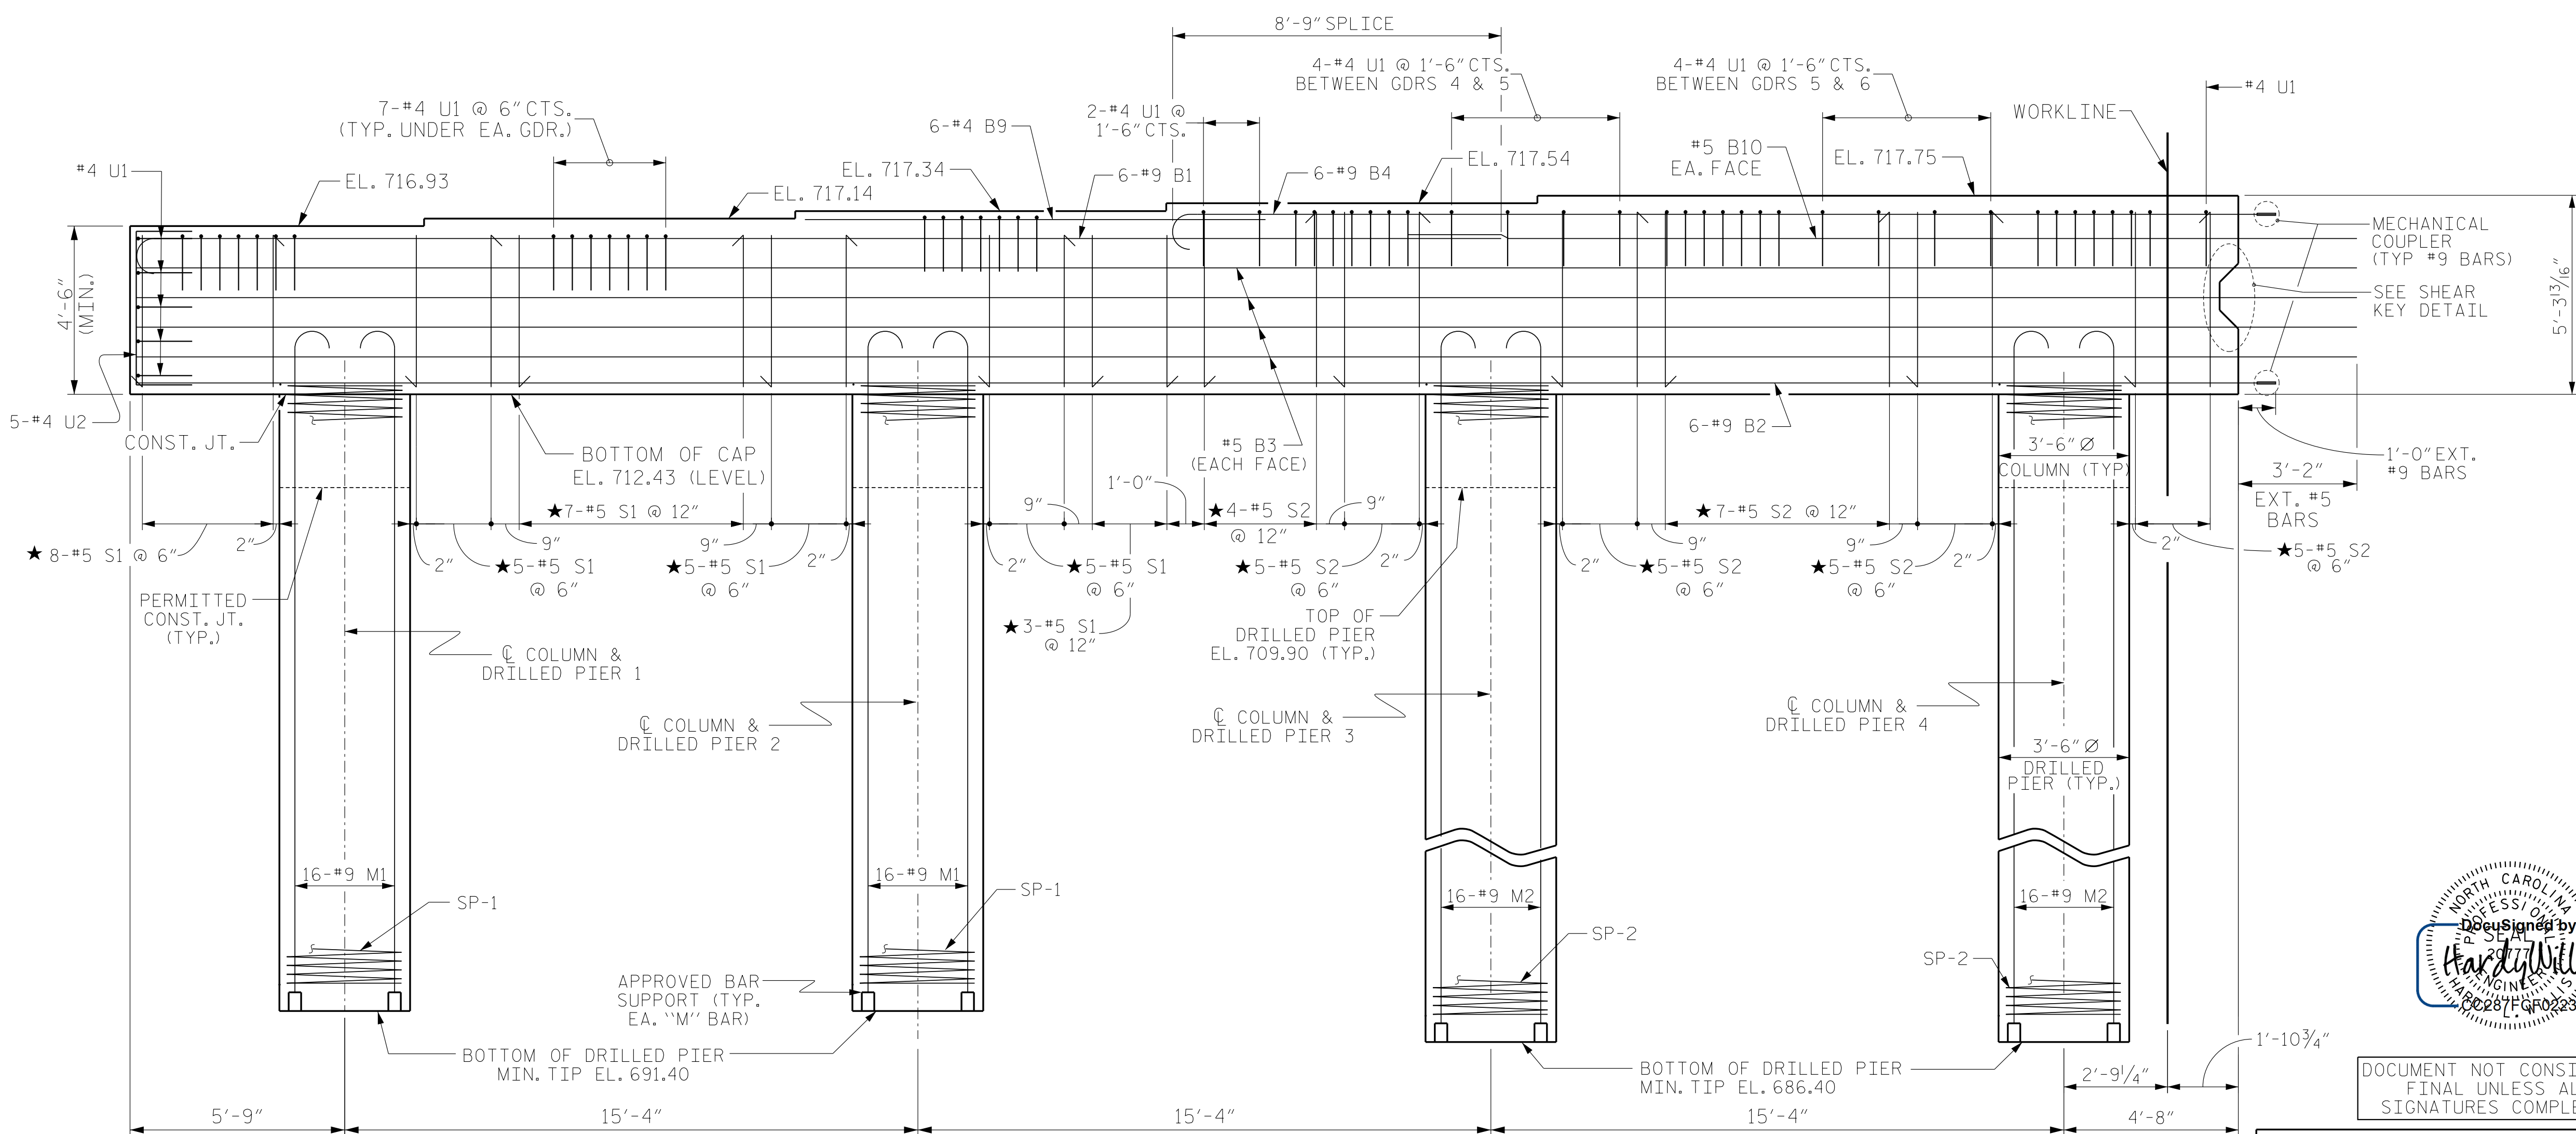 8'-9" SPLICE
4-#4 U1 @ 1'-6" CTS.
BETWEEN GDRS 4 & 5
4-#4 U1 @ 1'-6" CTS.
BETWEEN GDRS 5 & 6
#4 U1
WORKLINE
7-#4 U1 @ 6" CTS.
(TYP. UNDER EA. GDR.)
2-#4 U1 @
1'-6" CTS.
6-#4 B9
#4 U1
EL. 716.93
EL. 717.14
EL. 717.34
6-#9 B1
6-#9 B4
EL. 717.54
#5 B10
EA. FACE
EL. 717.75
MECHANICAL
COUPLER
(TYP #9 BARS)
SEE SHEAR
KEY DETAIL
5'-3 13/16"
4'-6"
(MIN.)
5-#4 U2
CONST. JT.
BOTTOM OF CAP
EL. 712.43 (LEVEL)
#5 B3
(EACH FACE)
6-#9 B2
3'-6" Ø
COLUMN (TYP)
1'-0" EXT.
#9 BARS
3'-2"
EXT. #5
BARS
★ 8-#5 S1 @ 6"
2"
2"
★5-#5 S1
@ 6"
9"
★7-#5 S1 @ 12"
9"
★5-#5 S1
@ 6"
2"
2"
9"
★5-#5 S1
@ 6"
1'-0"
★3-#5 S1
@ 12"
★4-#5 S2
@ 12"
9"
★5-#5 S2
@ 6"
2"
2"
★5-#5 S2
@ 6"
9"
★7-#5 S2 @ 12"
9"
★5-#5 S2
@ 6"
2"
2"
★5-#5 S2
@ 6"
PERMITTED
CONST. JT.
(TYP.)
TOP OF
DRILLED PIER
EL. 709.90 (TYP.)
℄ COLUMN &
DRILLED PIER 1
℄ COLUMN &
DRILLED PIER 2
℄ COLUMN &
DRILLED PIER 3
℄ COLUMN &
DRILLED PIER 4
3'-6" Ø
DRILLED
PIER (TYP.)
16-#9 M1
16-#9 M1
16-#9 M2
16-#9 M2
SP-1
SP-1
SP-2
SP-2
APPROVED BAR
SUPPORT (TYP.
EA. "M" BAR)
BOTTOM OF DRILLED PIER
MIN. TIP EL. 691.40
BOTTOM OF DRILLED PIER
MIN. TIP EL. 686.40
NORTH CAROLINA
PROFESSIONAL
DocuSigned by
SEAL
ENGINEER
1'-10 3/4"
2'-9 1/4"
DOCUMENT NOT CONSI
FINAL UNLESS AL
SIGNATURES COMPLE
5'-9"
15'-4"
15'-4"
15'-4"
4'-8"